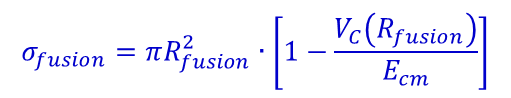 σ_fusion = πR²_fusion · [1 − V_C(R_fusion) / E_cm]